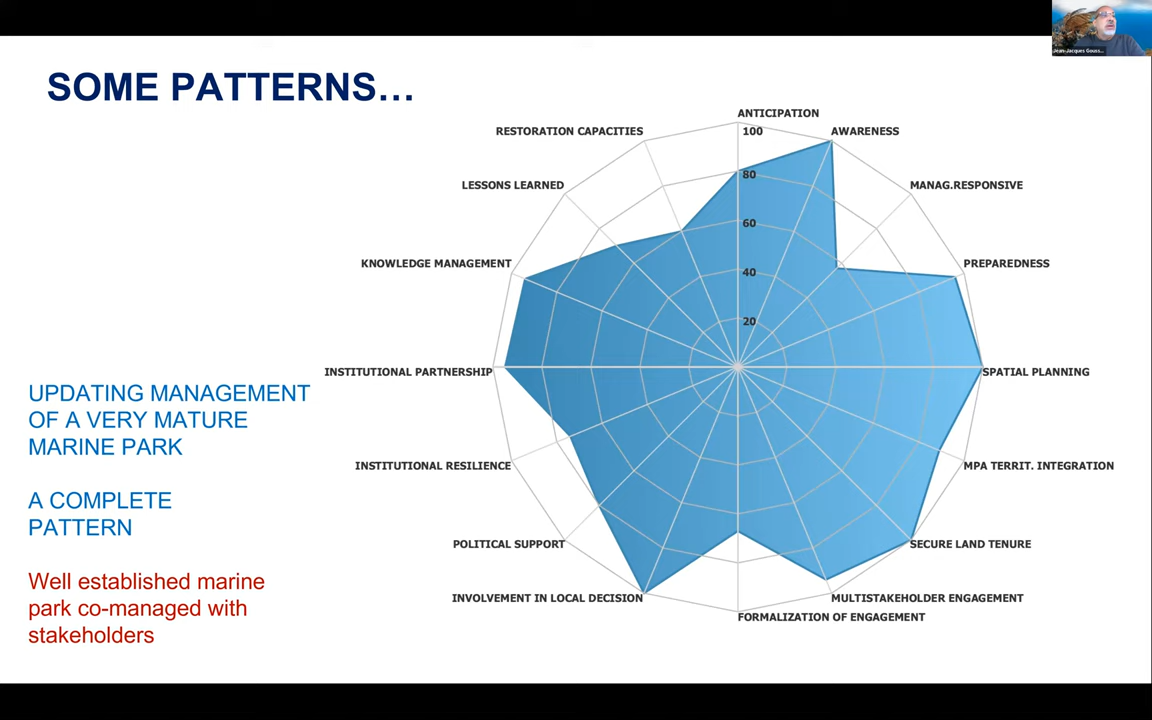 Jean-Jacques Gouss...
SOME PATTERNS…
ANTICIPATION
100
RESTORATION CAPACITIES
AWARENESS
80
LESSONS LEARNED
MANAG.RESPONSIVE
60
KNOWLEDGE MANAGEMENT
PREPAREDNESS
40
20
INSTITUTIONAL PARTNERSHIP
SPATIAL PLANNING
UPDATING MANAGEMENT
OF A VERY MATURE
MARINE PARK
INSTITUTIONAL RESILIENCE
MPA TERRIT. INTEGRATION
A COMPLETE
PATTERN
POLITICAL SUPPORT
SECURE LAND TENURE
Well established marine
park co-managed with
stakeholders
INVOLVEMENT IN LOCAL DECISION
MULTISTAKEHOLDER ENGAGEMENT
FORMALIZATION OF ENGAGEMENT